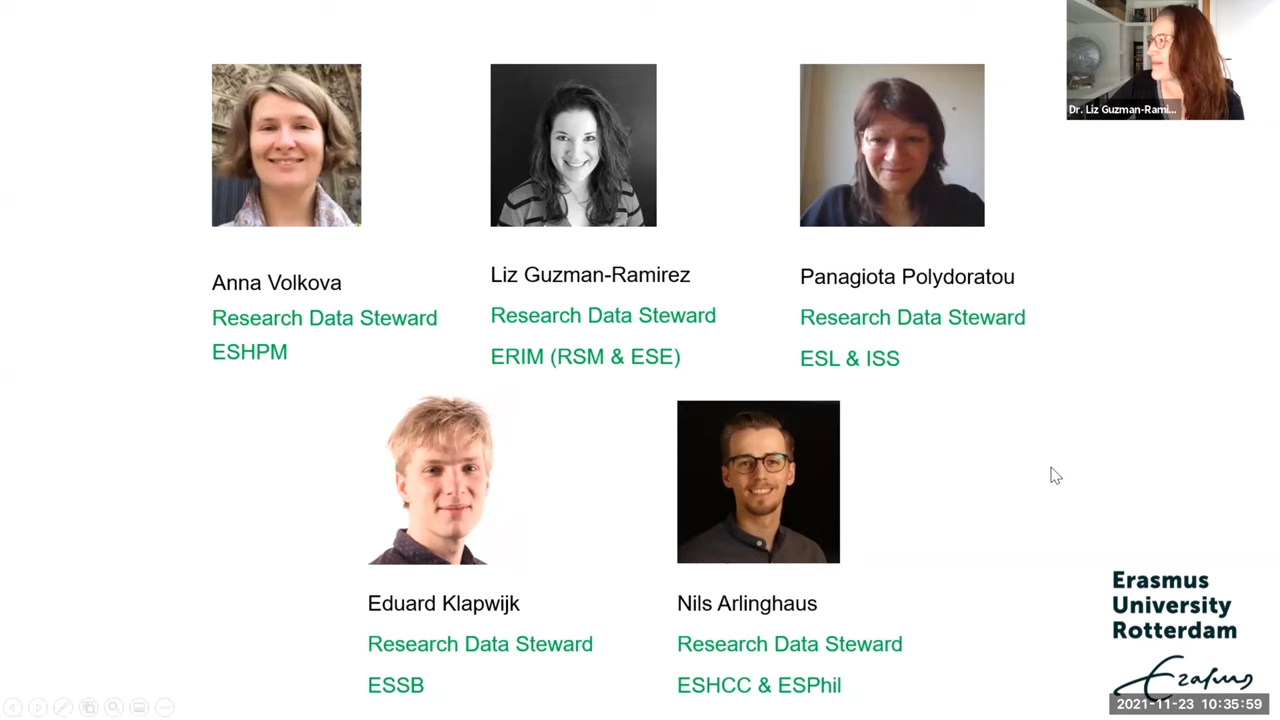 Dr. Liz Guzman-Rami...
Anna Volkova
Research Data Steward
ESHPM
Liz Guzman-Ramirez
Research Data Steward
ERIM (RSM & ESE)
Panagiota Polydoratou
Research Data Steward
ESL & ISS
Eduard Klapwijk
Research Data Steward
ESSB
Nils Arlinghaus
Research Data Steward
ESHCC & ESPhil
Erasmus
University
Rotterdam
Erasmus
2021-11-23 10:35:59